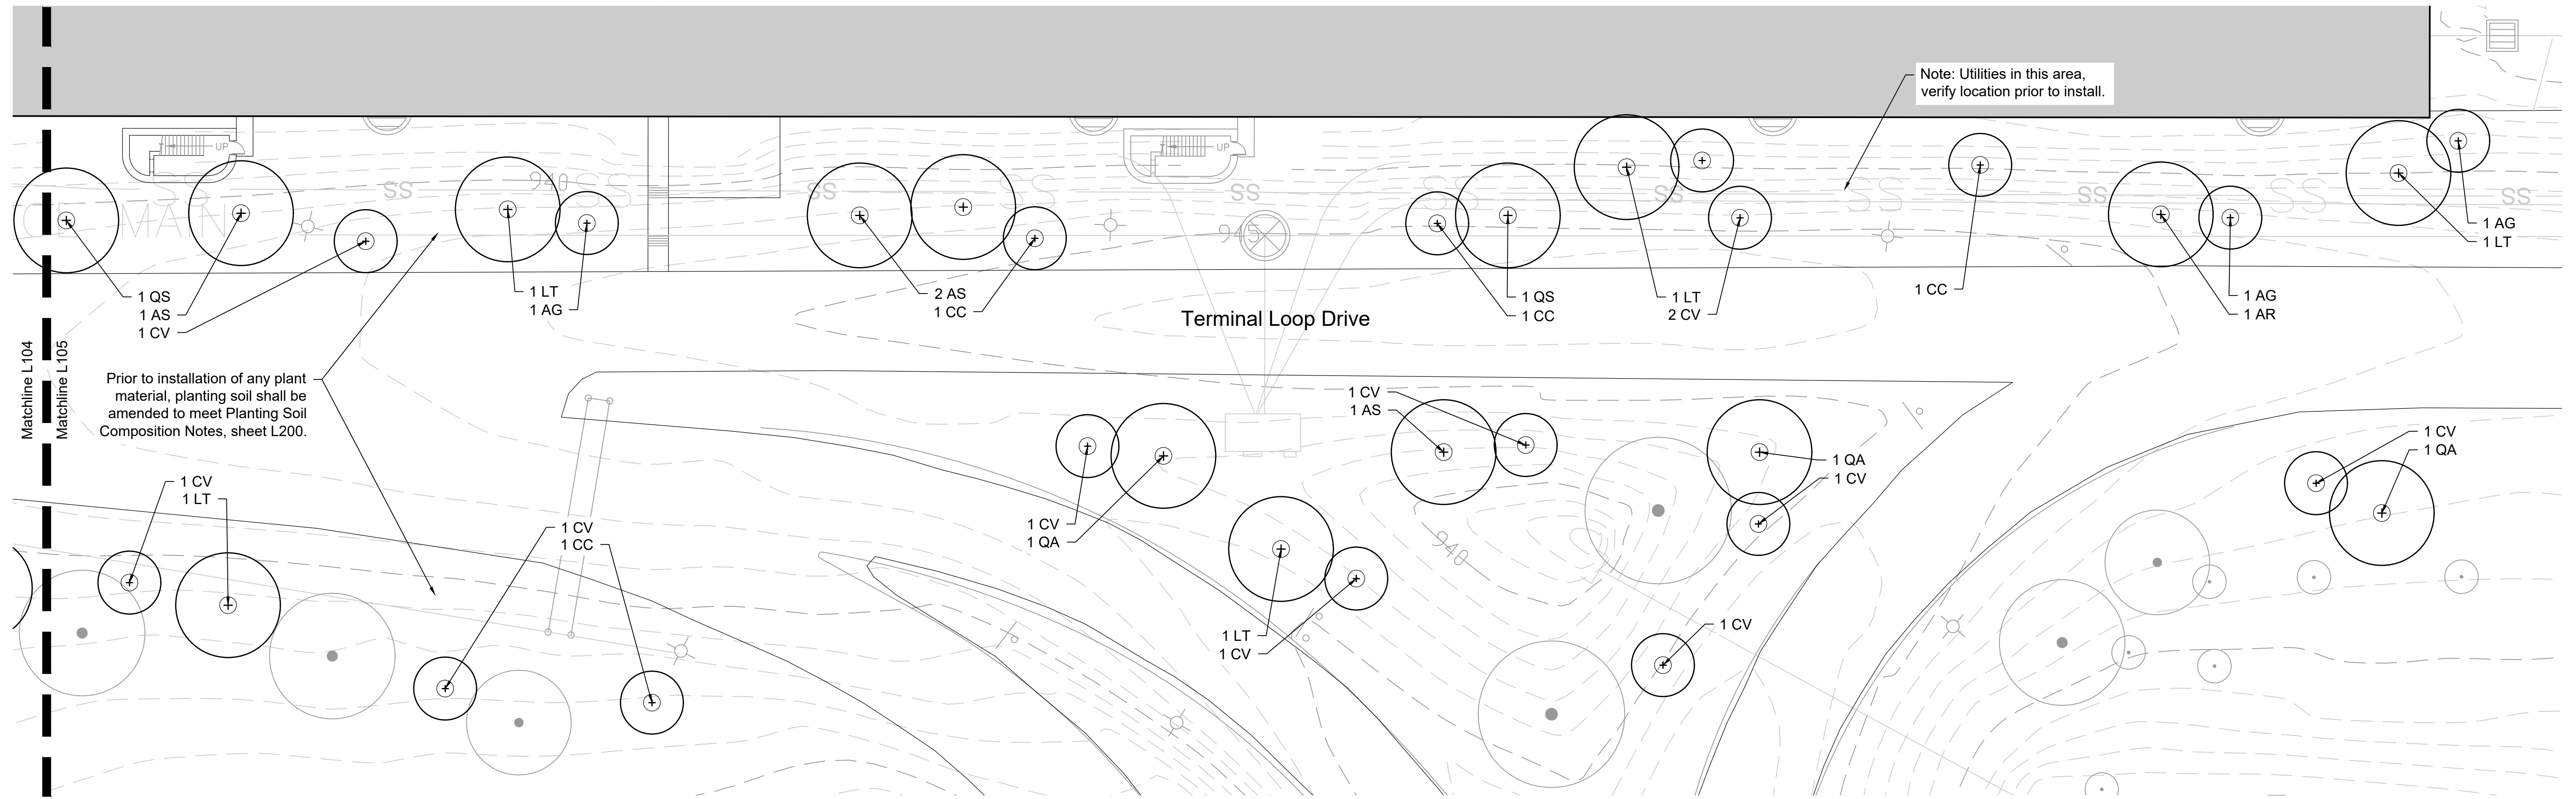 Note: Utilities in this area,
verify location prior to install.
UP
UP
940
SS
SS
SS
SS
SS
SS
SS
SS
SS
SS
SS
SS
MAIN
945
1 QS
1 AS
1 CV
1 LT
1 AG
2 AS
1 CC
1 QS
1 CC
1 LT
2 CV
1 CC
1 AG
1 AR
1 AG
1 LT
Terminal Loop Drive
Matchline L104
Matchline L105
Prior to installation of any plant
material, planting soil shall be
amended to meet Planting Soil
Composition Notes, sheet L200.
1 CV
1 AS
1 QA
1 CV
1 CV
1 QA
1 CV
1 LT
1 CV
1 CC
1 CV
1 QA
940
1 LT
1 CV
1 CV